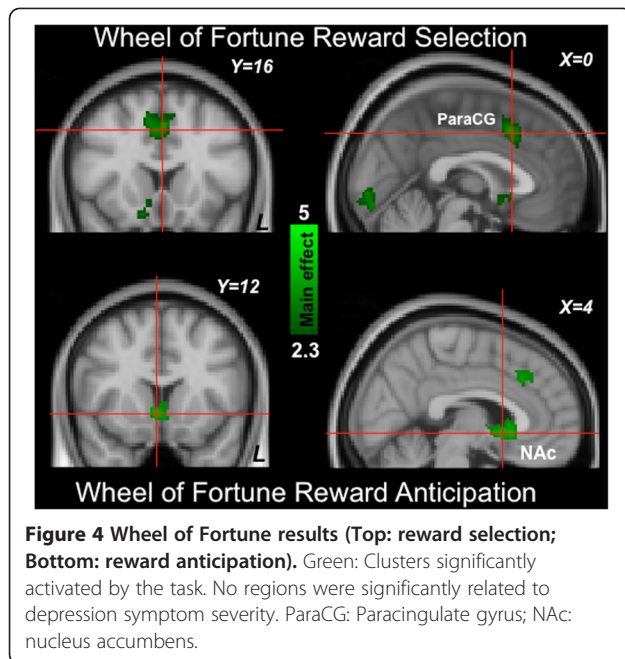 Wheel of Fortune Reward Selection
Y=16
X=0
ParaCG
L
5
Main effect
2.3
Y=12
X=4
L
NAc
Wheel of Fortune Reward Anticipation
Figure 4 Wheel of Fortune results (Top: reward selection;
Bottom: reward anticipation). Green: Clusters significantly
activated by the task. No regions were significantly related to
depression symptom severity. ParaCG: Paracingulate gyrus; NAc:
nucleus accumbens.